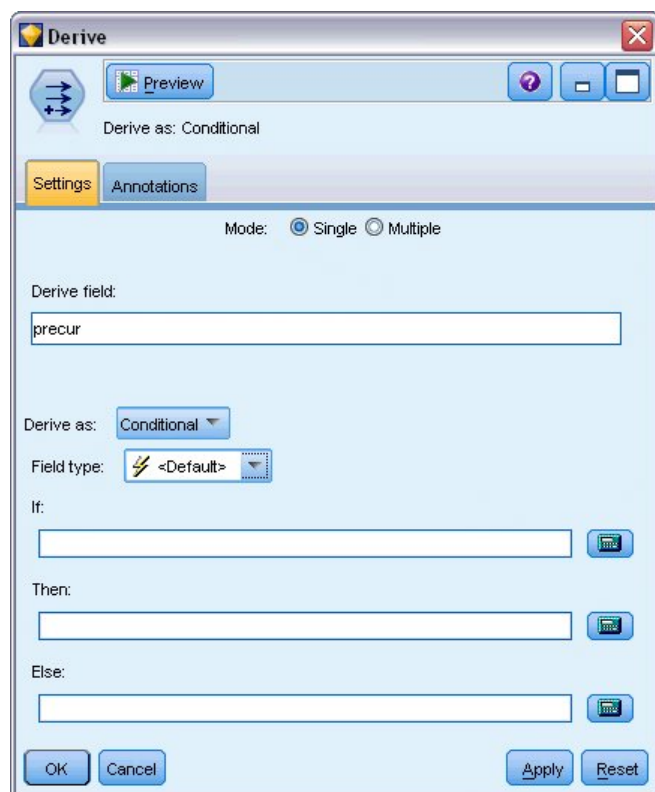 Derive
Preview
Derive as: Conditional
Settings Annotations
Mode: Single Multiple
Derive field:
precur
Derive as: Conditional
Field type: <Default>
If:
Then:
Else:
OK Cancel Apply Reset